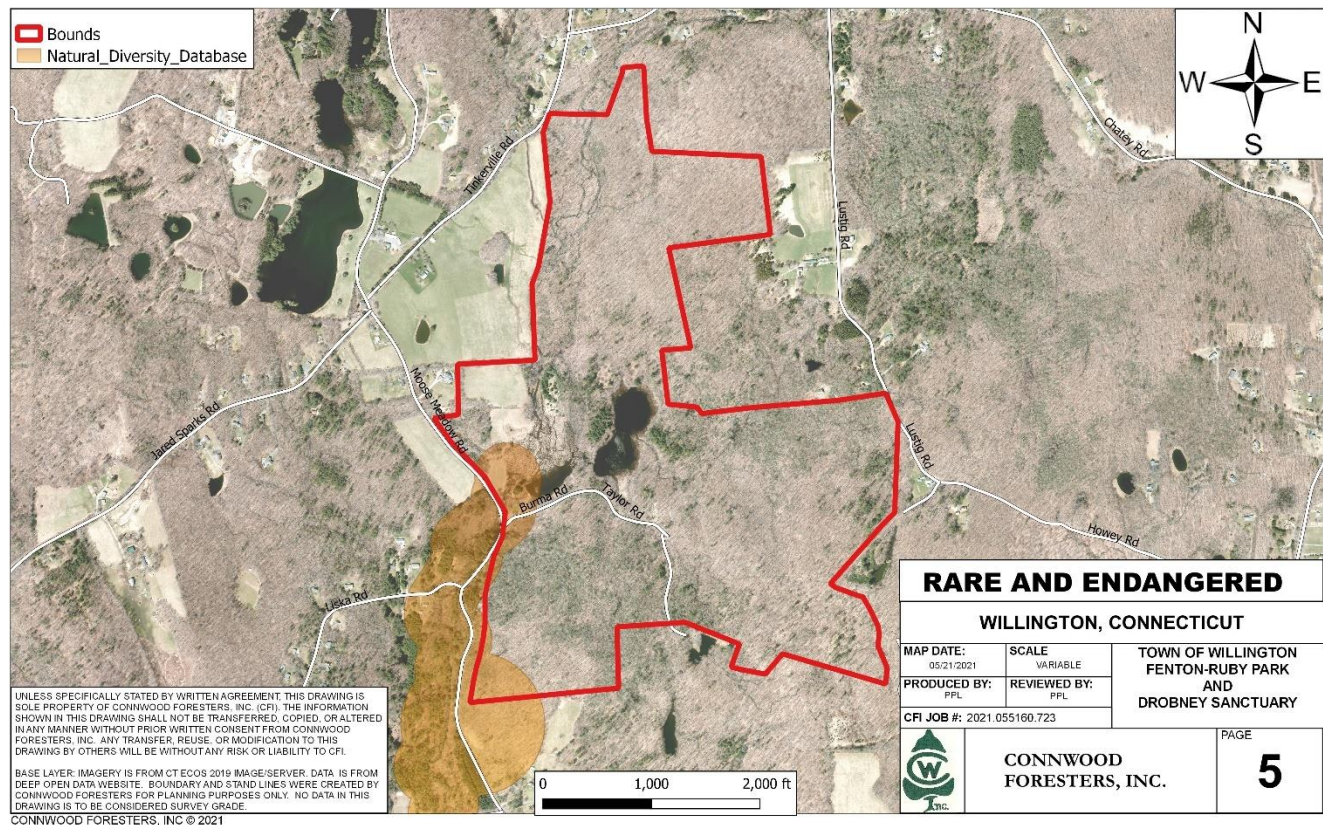 Bounds
Natural_Diversity_Database
N
W E
S
Tinkerville Rd
Chatey Rd
Lustig Rd
Moose Meadow Rd
Jared Sparks Rd
Lustig Rd
Burma Rd
Taylor Rd
Howey Rd
Liska Rd
UNLESS SPECIFICALLY STATED BY WRITTEN AGREEMENT, THIS DRAWING IS
SOLE PROPERTY OF CONNWOOD FORESTERS, INC. (CFI). THE INFORMATION
SHOWN IN THIS DRAWING SHALL NOT BE TRANSFERRED, COPIED, OR ALTERED
IN ANY MANNER WITHOUT PRIOR WRITTEN CONSENT FROM CONNWOOD
FORESTERS, INC. ANY TRANSFER, REUSE, OR MODIFICATION TO THIS
DRAWING BY OTHERS WILL BE WITHOUT ANY RISK OR LIABILITY TO CFI.
BASE LAYER: IMAGERY IS FROM CT ECOS 2019 IMAGE/SERVER. DATA IS FROM
DEEP OPEN DATA WEBSITE. BOUNDARY AND STAND LINES WERE CREATED BY
CONNWOOD FORESTERS FOR PLANNING PURPOSES ONLY. NO DATA IN THIS
DRAWING IS TO BE CONSIDERED SURVEY GRADE.
CONNWOOD FORESTERS, INC © 2021
0 1,000 2,000 ft
RARE AND ENDANGERED
WILLINGTON, CONNECTICUT
MAP DATE:
05/21/2021
SCALE
VARIABLE
PRODUCED BY:
PPL
REVIEWED BY:
PPL
CFI JOB #: 2021.055160.723
TOWN OF WILLINGTON
FENTON-RUBY PARK
AND
DROBNEY SANCTUARY
C W
INC.
CONNWOOD
FORESTERS, INC.
PAGE
5